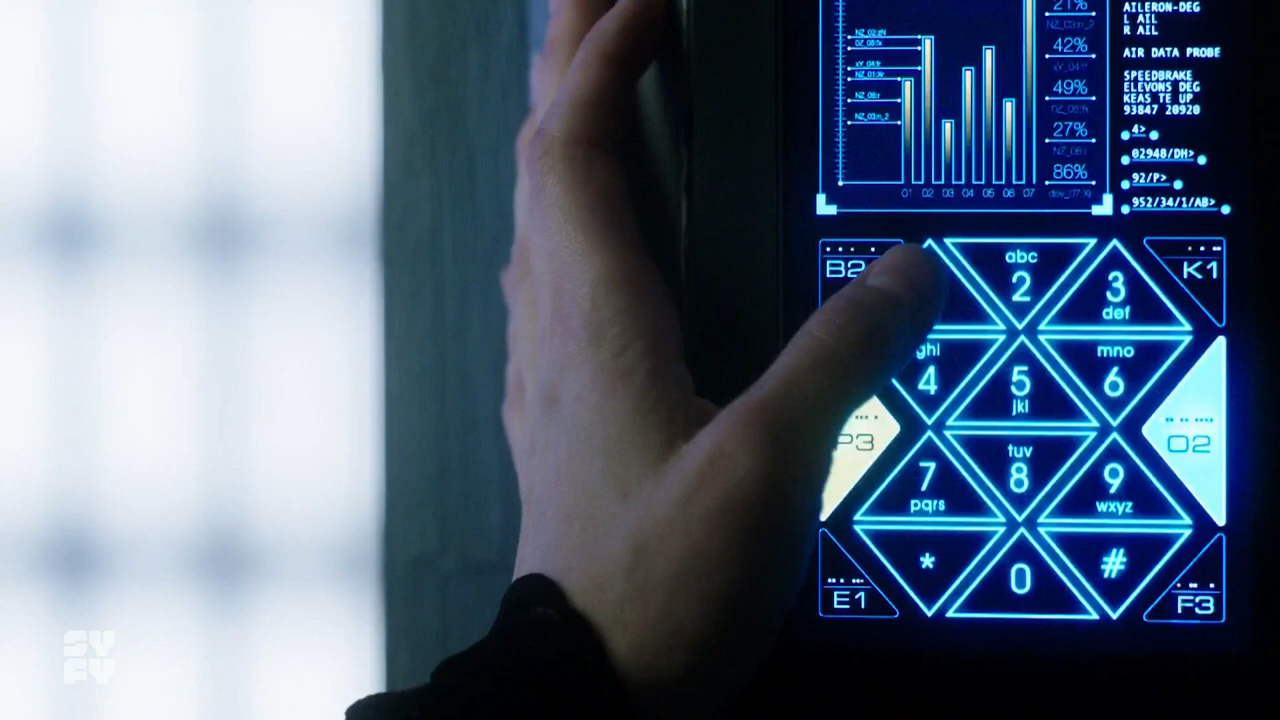 21%
42%
49%
27%
86%
01 02 03 04 05 06 07
AILERON-DEG
L AIL
R AIL
AIR DATA PROBE
SPEEDBRAKE
ELEVONS DEG
KEAS TE UP
93847 20920
4>
02948/DH>
92/P>
952/34/1/AB>
B2
abc
2
3
def
K1
ghi
4
5
jkl
mno
6
P3
O2
7
pqrs
tuv
8
9
wxyz
E1
*
0
#
F3
SYFY